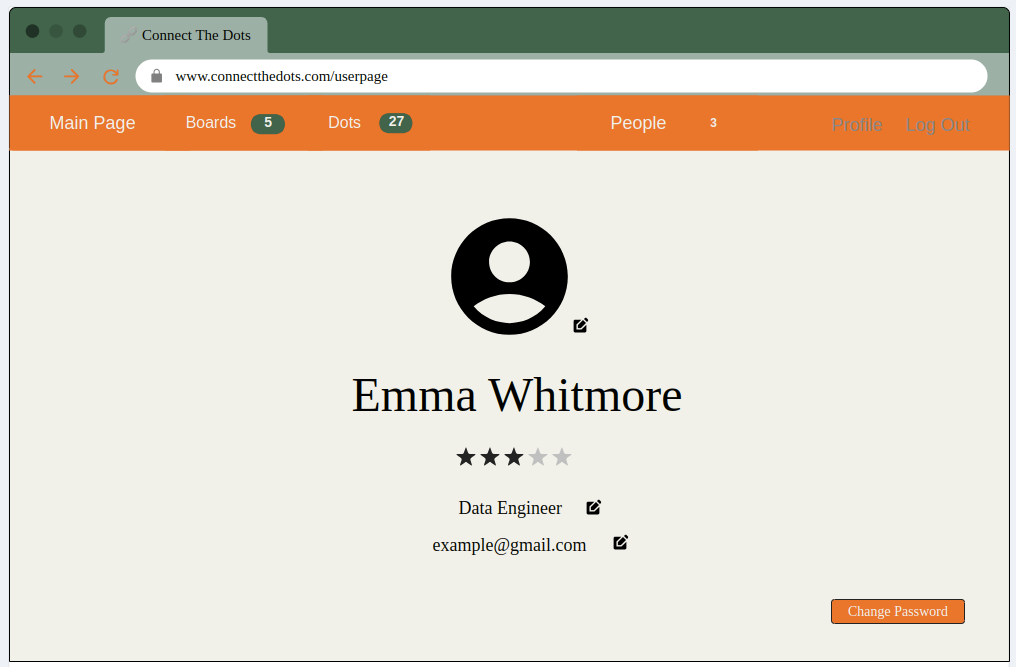 Connect The Dots
www.connectthedots.com/userpage
Main Page Boards 5 Dots 27 People 3 Profile Log Out
Emma Whitmore
Data Engineer
example@gmail.com
Change Password